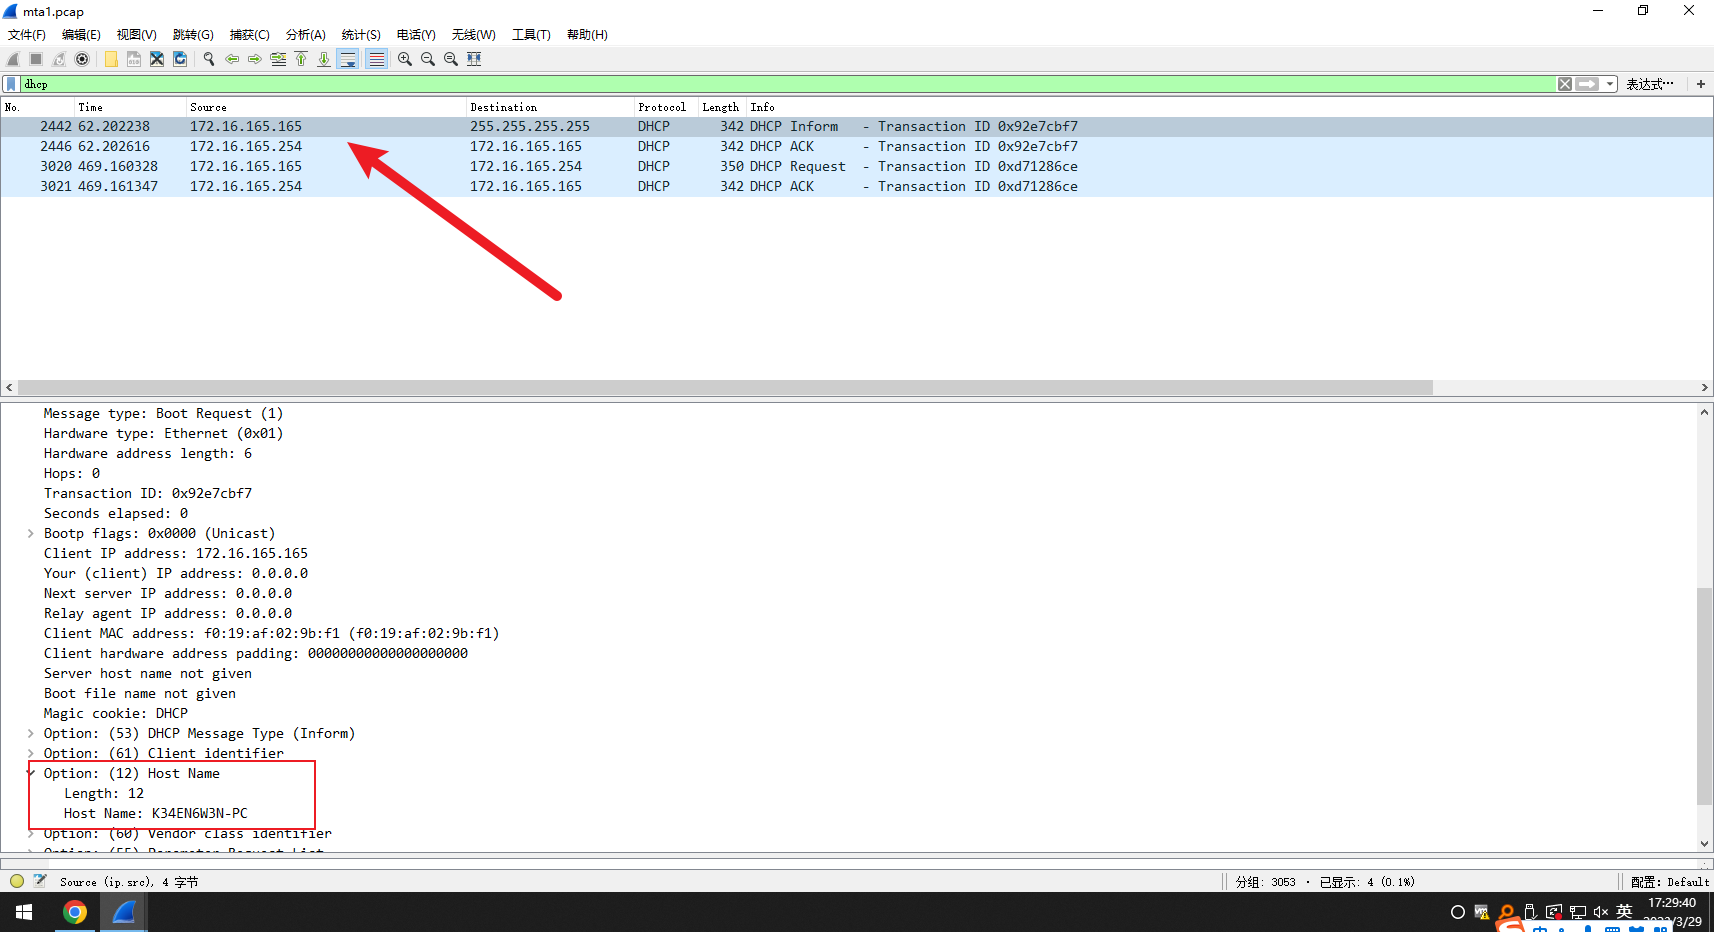 mta1.pcap
文件(F) 编辑(E) 视图(V) 跳转(G) 捕获(C) 分析(A) 统计(S) 电话(Y) 无线(W) 工具(T) 帮助(H)
dhcp 表达式… +
No. Time Source Destination Protocol Length Info
2442 62.202238 172.16.165.165 255.255.255.255 DHCP 342 DHCP Inform - Transaction ID 0x92e7cbf7
2446 62.202616 172.16.165.254 172.16.165.165 DHCP 342 DHCP ACK - Transaction ID 0x92e7cbf7
3020 469.160328 172.16.165.165 172.16.165.254 DHCP 350 DHCP Request - Transaction ID 0xd71286ce
3021 469.161347 172.16.165.254 172.16.165.165 DHCP 342 DHCP ACK - Transaction ID 0xd71286ce
Message type: Boot Request (1)
Hardware type: Ethernet (0x01)
Hardware address length: 6
Hops: 0
Transaction ID: 0x92e7cbf7
Seconds elapsed: 0
Bootp flags: 0x0000 (Unicast)
Client IP address: 172.16.165.165
Your (client) IP address: 0.0.0.0
Next server IP address: 0.0.0.0
Relay agent IP address: 0.0.0.0
Client MAC address: f0:19:af:02:9b:f1 (f0:19:af:02:9b:f1)
Client hardware address padding: 00000000000000000000
Server host name not given
Boot file name not given
Magic cookie: DHCP
Option: (53) DHCP Message Type (Inform)
Option: (61) Client identifier
Option: (12) Host Name
Length: 12
Host Name: K34EN6W3N-PC
Option: (60) Vendor class identifier
Option: (55) Parameter Request List
Source (ip.src), 4 字节 分组: 3053 · 已显示: 4 (0.1%) 配置: Default
英 17:29:40
中 /3/29